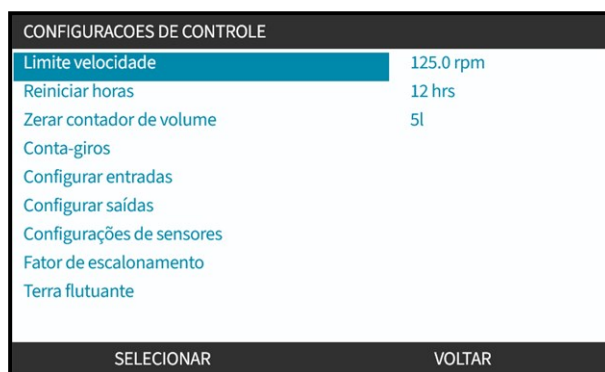 CONFIGURACOES DE CONTROLE
Limite velocidade 125.0 rpm
Reiniciar horas 12 hrs
Zerar contador de volume 5l
Conta-giros
Configurar entradas
Configurar saídas
Configurações de sensores
Fator de escalonamento
Terra flutuante
SELECIONAR VOLTAR